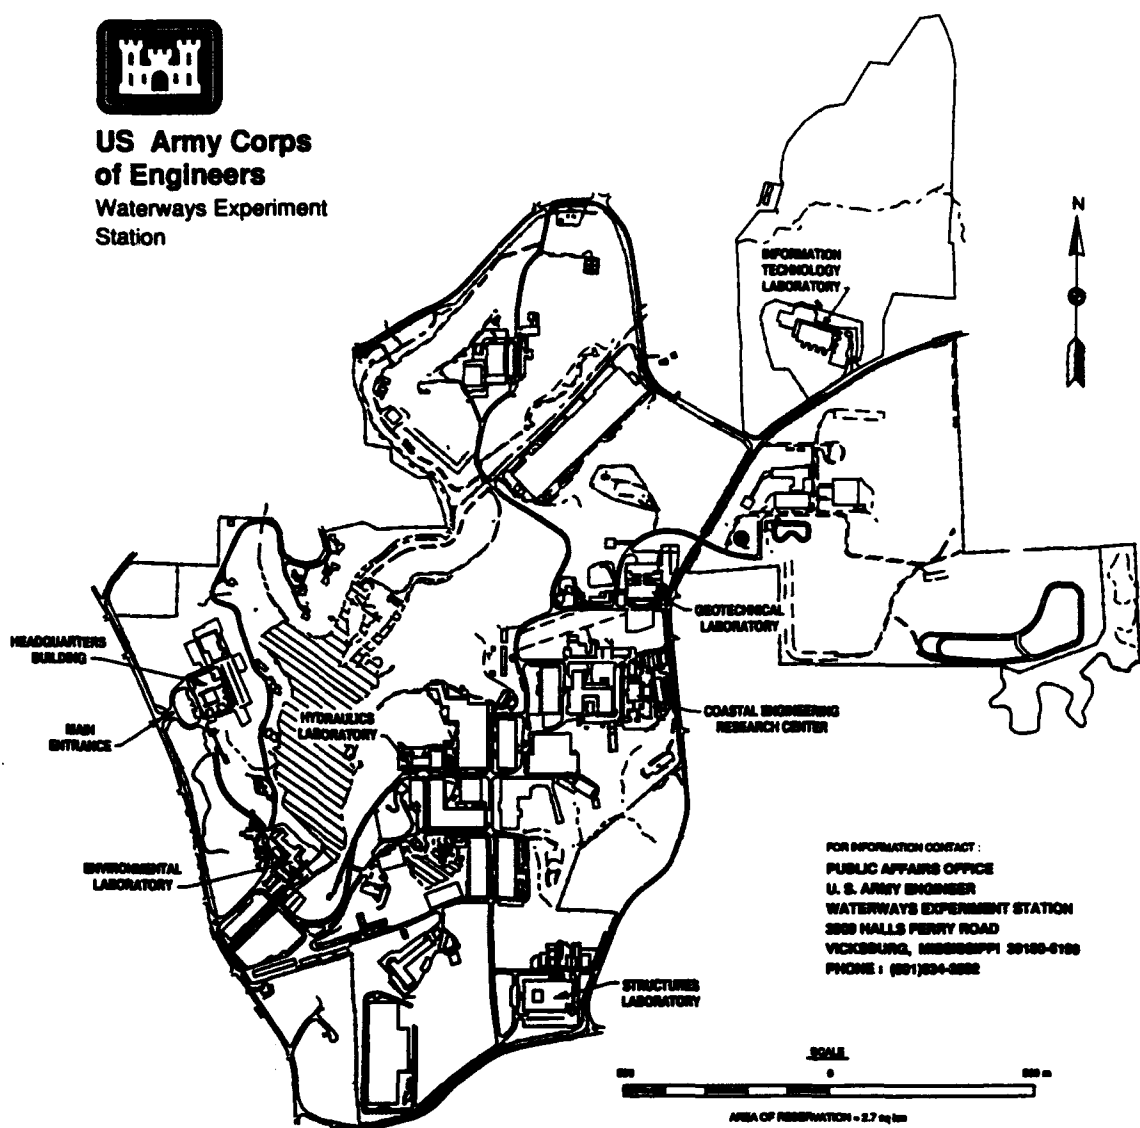 US Army Corps
of Engineers
Waterways Experiment
Station
N
INFORMATION
TECHNOLOGY
LABORATORY
GEOTECHNICAL
LABORATORY
HEADQUARTERS
BUILDING
MAIN
ENTRANCE
HYDRAULICS
LABORATORY
COASTAL ENGINEERING
RESEARCH CENTER
ENVIRONMENTAL
LABORATORY
STRUCTURES
LABORATORY
FOR INFORMATION CONTACT :
PUBLIC AFFAIRS OFFICE
U. S. ARMY ENGINEER
WATERWAYS EXPERIMENT STATION
HALLS FERRY ROAD
VICKSBURG, MISSISSIPPI
PHONE :
SCALE
0
m
AREA OF RESERVATION = 2.7 sq km